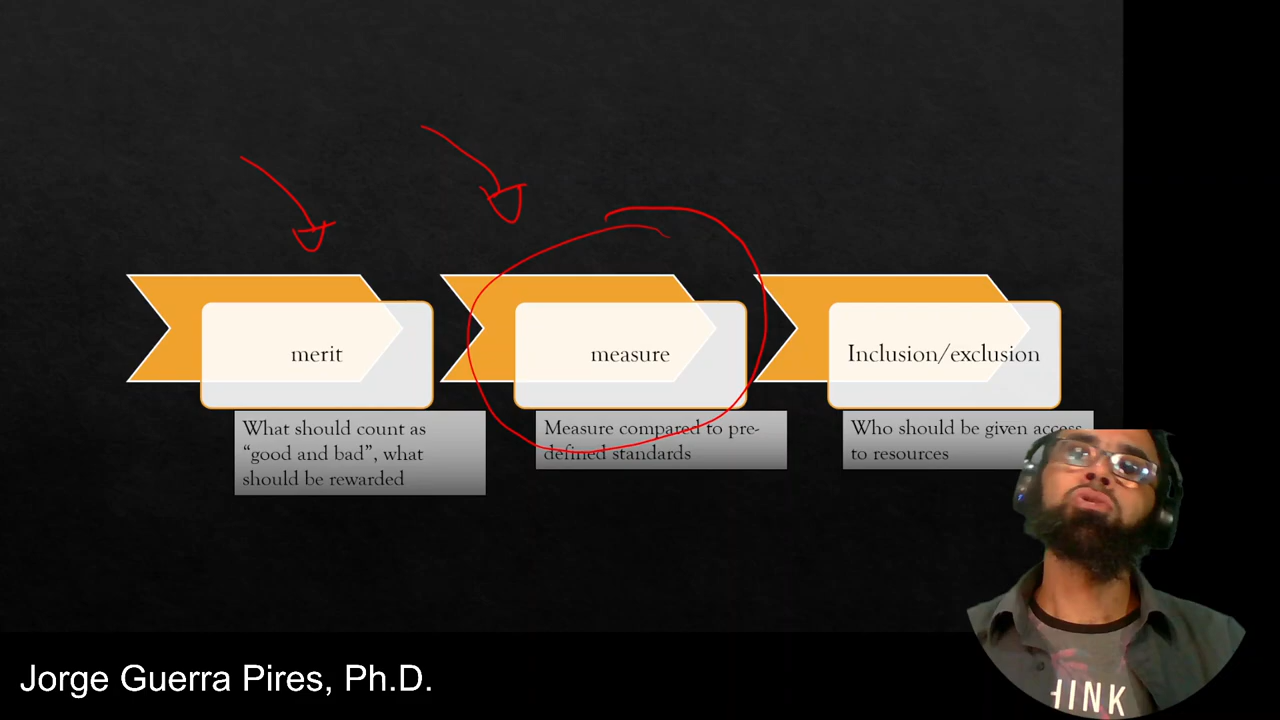 merit
What should count as
“good and bad”, what
should be rewarded
measure
Measure compared to pre-
defined standards
Inclusion/exclusion
Who should be given access
to resources
HINK
Jorge Guerra Pires, Ph.D.